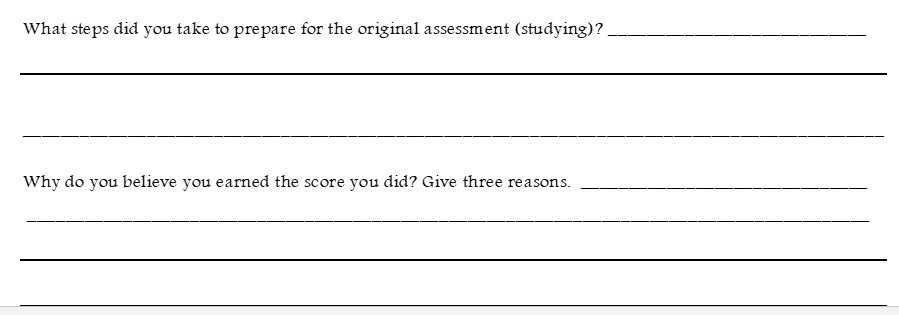 What steps did you take to prepare for the original assessment (studying)? ___________________________
Why do you believe you earned the score you did? Give three reasons. ______________________________